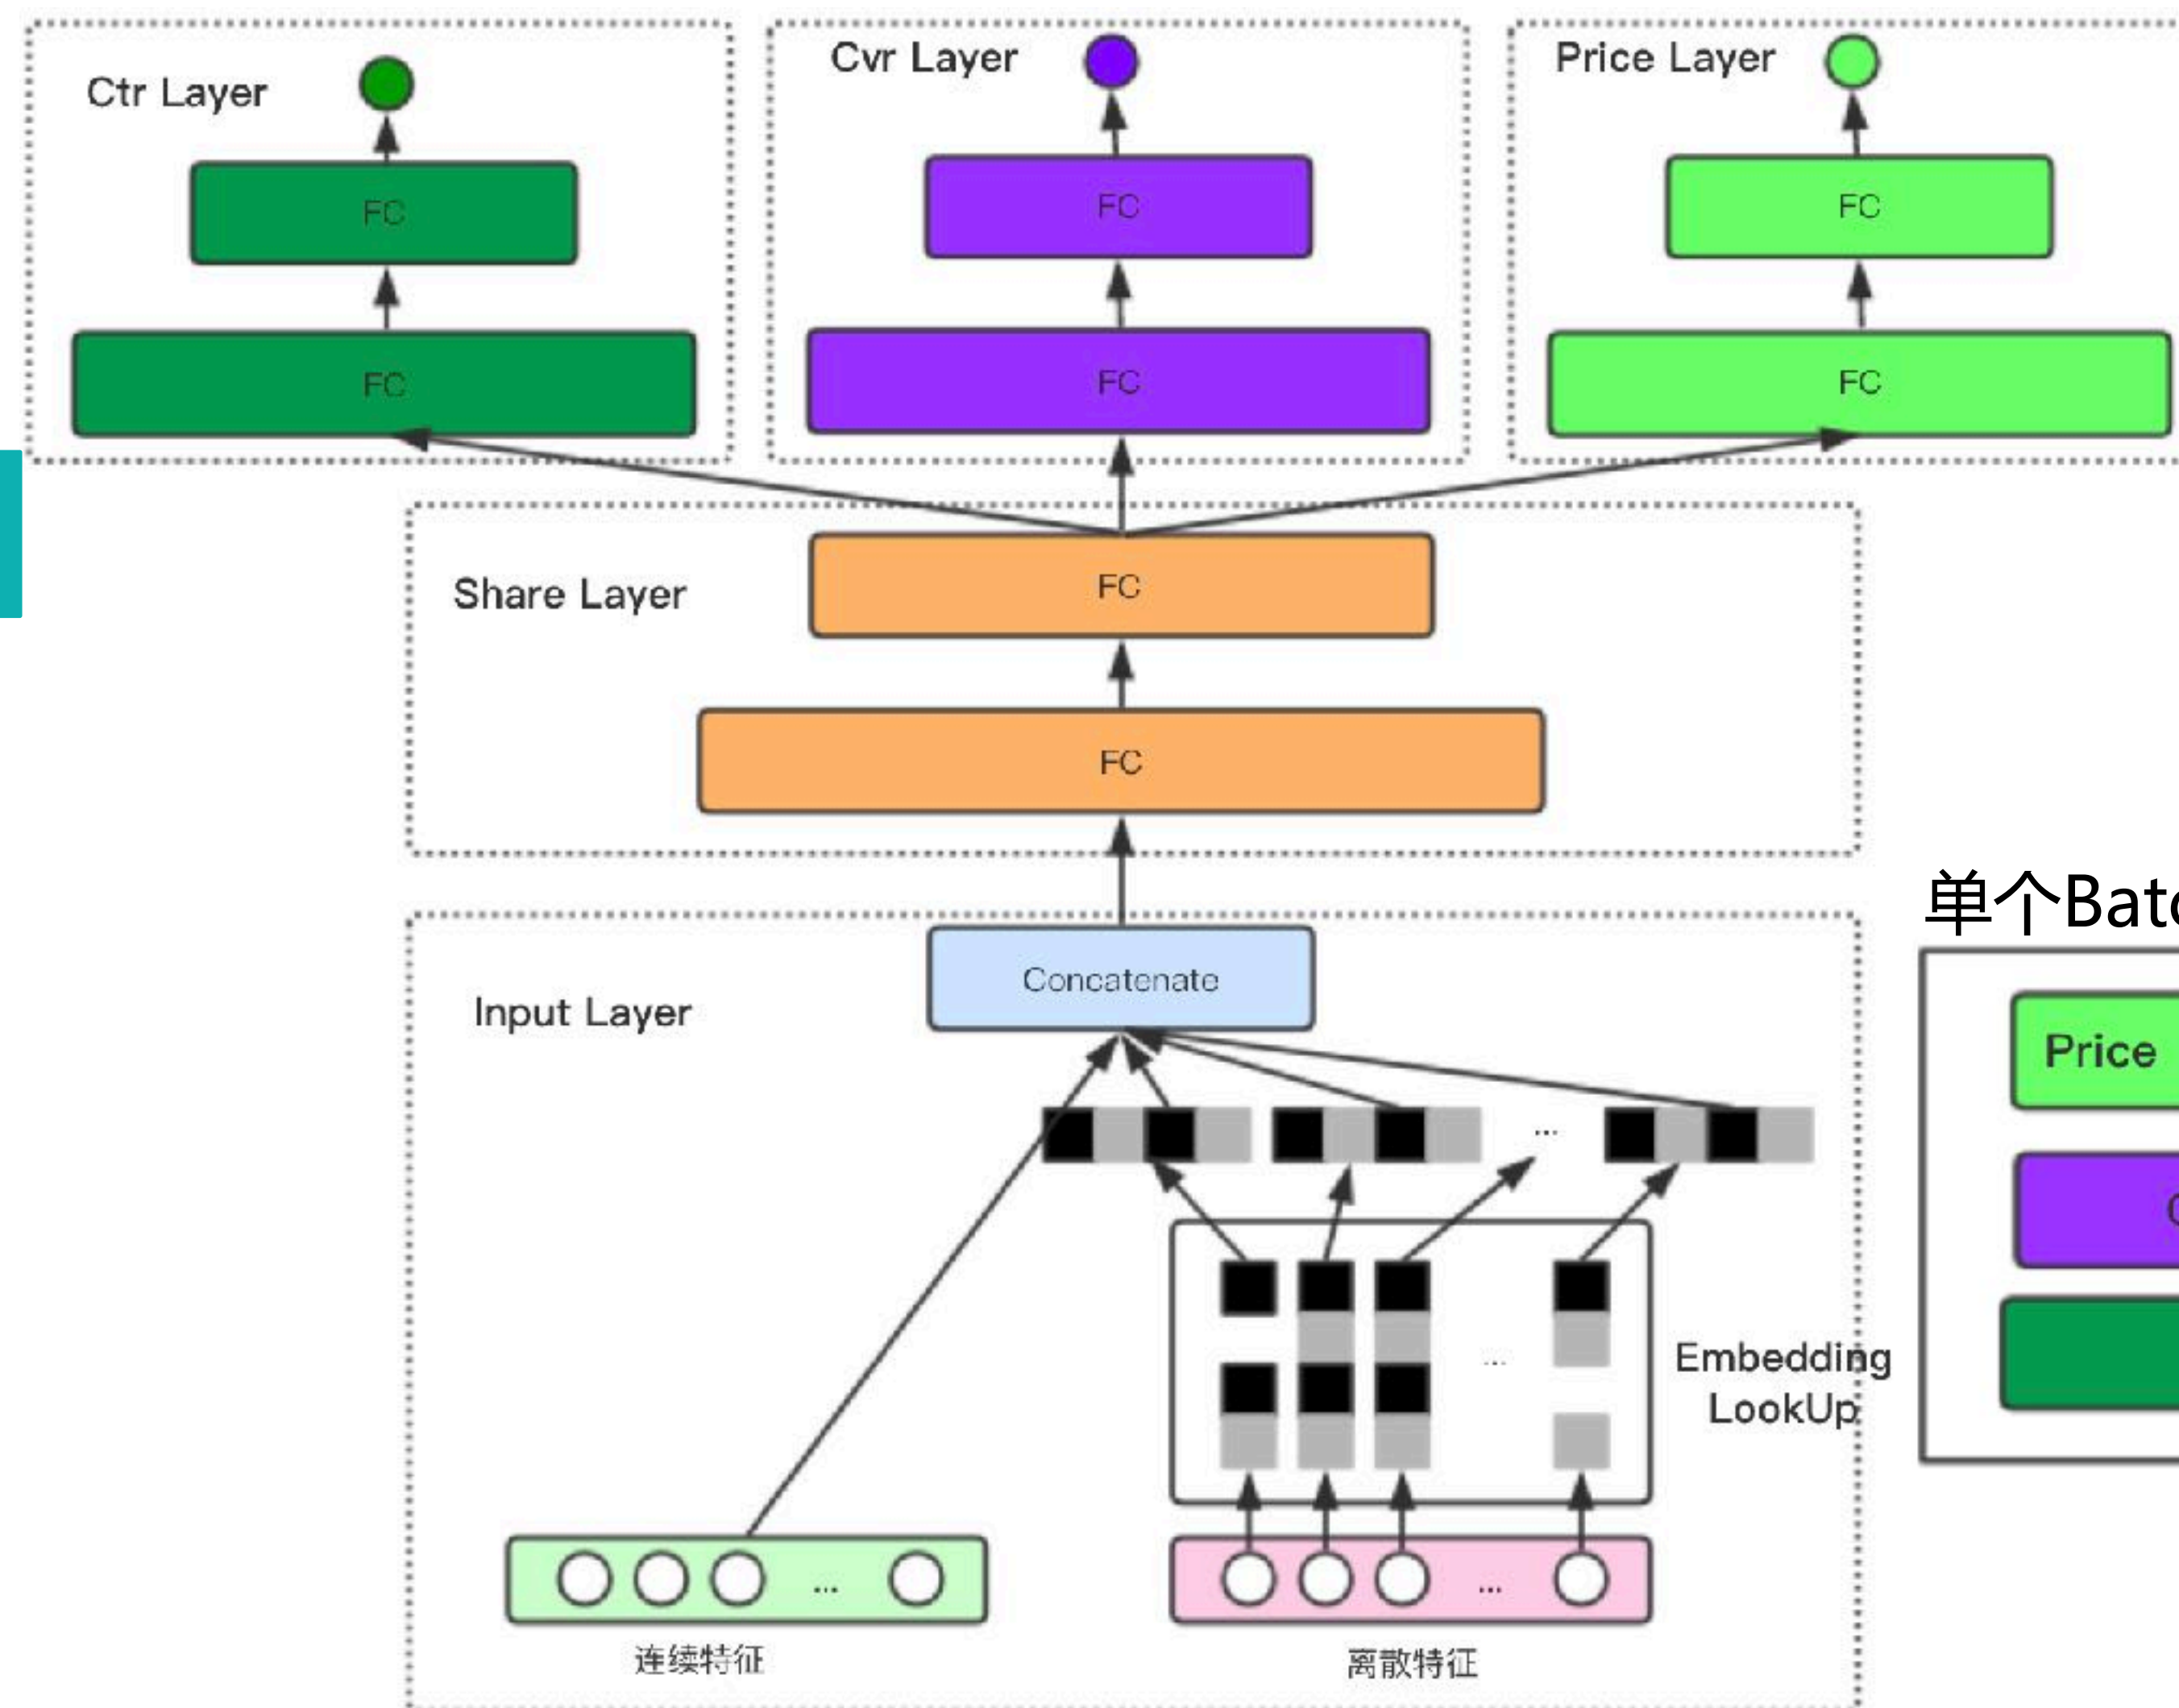 Ctr Layer
Cvr Layer
Price Layer
FC
FC
FC
FC
FC
FC
Share Layer
FC
FC
Input Layer
Concatenate
...
...
Embedding
LookUp
...
...
连续特征
离散特征
单个Batc
Price